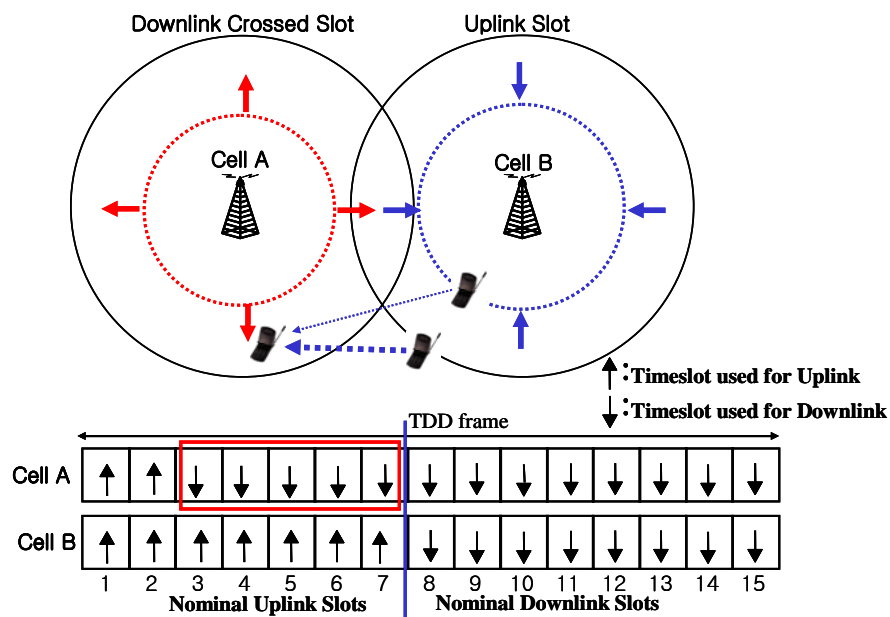 Downlink Crossed Slot
Uplink Slot
Cell A
Cell B
:Timeslot used for Uplink
:Timeslot used for Downlink
TDD frame
Cell A
Cell B
1 2 3 4 5 6 7 8 9 10 11 12 13 14 15
Nominal Uplink Slots
Nominal Downlink Slots